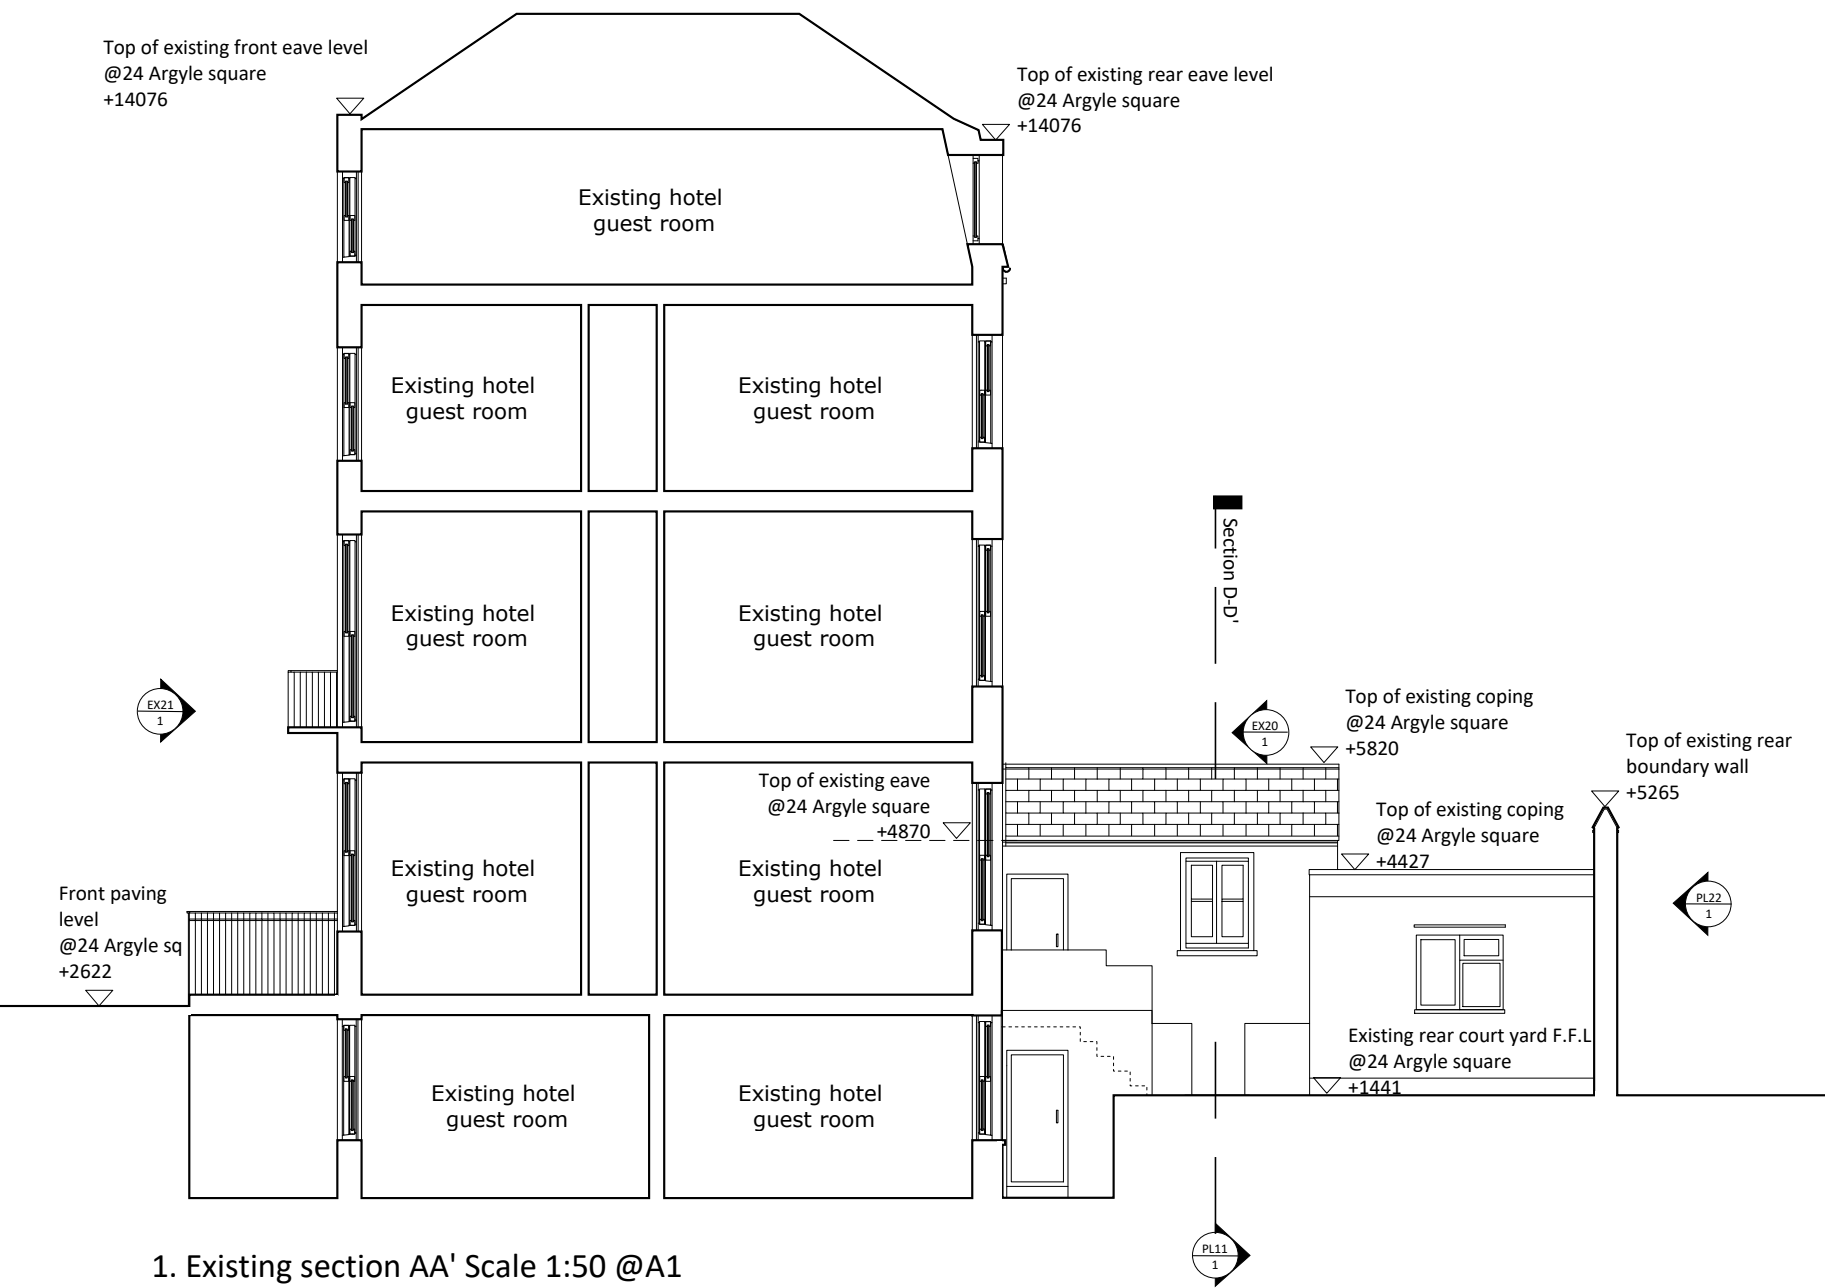 Top of existing front eave level
@24 Argyle square
+14076
Top of existing rear eave level
@24 Argyle square
+14076
Existing hotel
guest room
Existing hotel
guest room
Existing hotel
guest room
Section D-D'
Existing hotel
guest room
Existing hotel
guest room
EX21
1
EX20
1
Top of existing coping
@24 Argyle square
+5820
Top of existing rear
boundary wall
+5265
Top of existing eave
@24 Argyle square
+4870
Top of existing coping
@24 Argyle square
+4427
Existing hotel
guest room
Existing hotel
guest room
Front paving
level
@24 Argyle sq
+2622
PL22
1
Existing rear court yard F.F.L
@24 Argyle square
+1441
Existing hotel
guest room
Existing hotel
guest room
PL11
1
1. Existing section AA' Scale 1:50 @A1